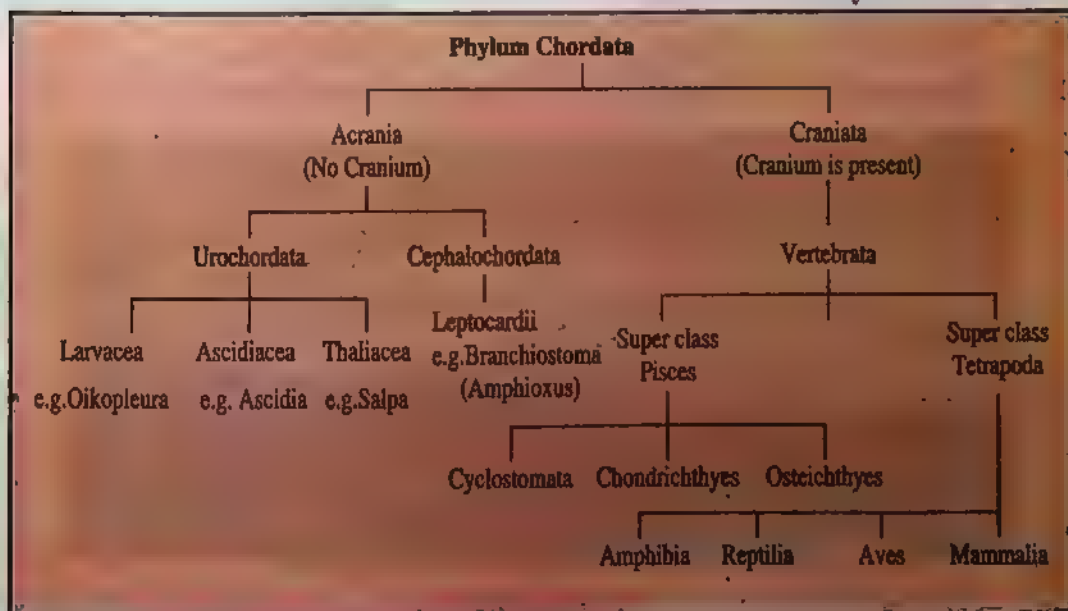 Phylum Chordata
Acrania
(No Cranium)
Craniata
(Cranium is present)
Urochordata
Cephalochordata
Vertebrata
Larvacea
e.g.Oikopleura
Ascidiacea
e.g. Ascidia
Thaliacea
e.g.Salpa
Leptocardii
e.g.Branchiostoma
(Amphioxus)
Super class
Pisces
Super class
Tetrapoda
Cyclostomata
Chondrichthyes
Osteichthyes
Amphibia
Reptilia
Aves
Mammalia